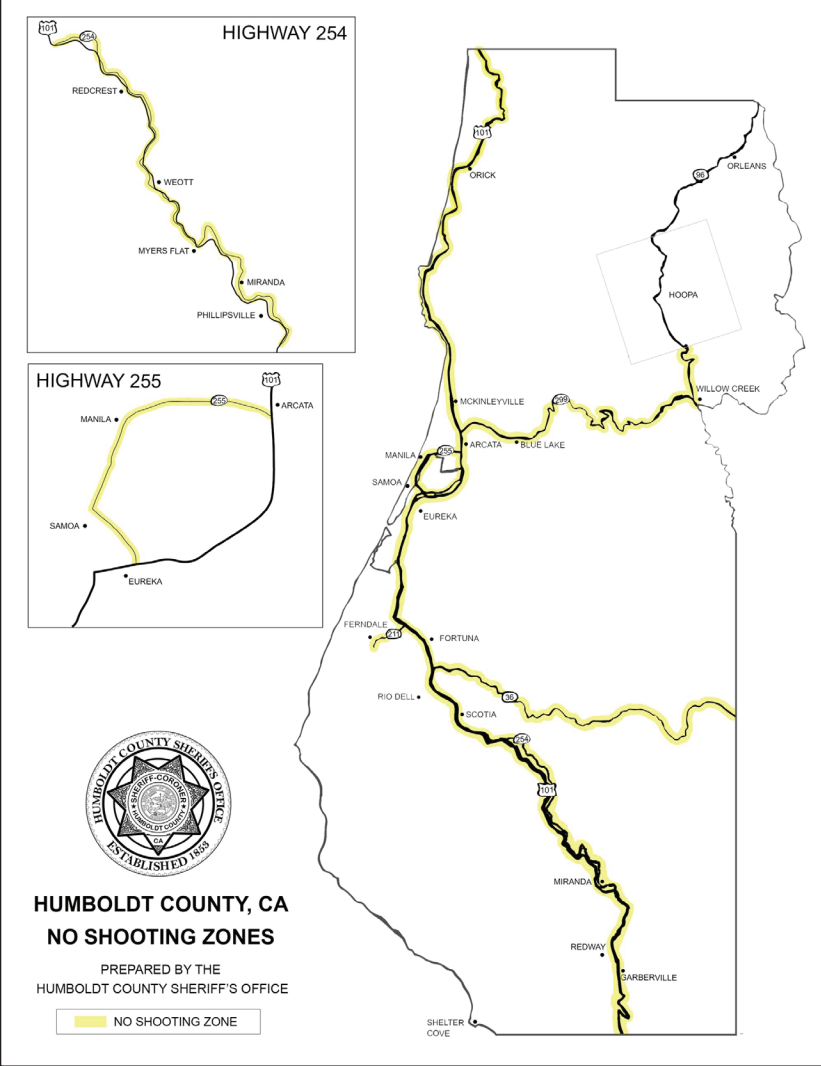 HIGHWAY 254
101
254
REDCREST
WEOTT
MYERS FLAT
MIRANDA
PHILLIPSVILLE
HIGHWAY 255
101
255
ARCATA
MANILA
SAMOA
EUREKA
101
ORICK
96
ORLEANS
HOOPA
WILLOW CREEK
MCKINLEYVILLE
299
ARCATA
BLUE LAKE
MANILA
255
SAMOA
EUREKA
FERNDALE
211
FORTUNA
RIO DELL
36
SCOTIA
254
101
MIRANDA
REDWAY
GARBERVILLE
SHELTER
COVE
HUMBOLDT COUNTY SHERIFF'S OFFICE
SHERIFF-CORONER
HUMBOLDT COUNTY
CA
ESTABLISHED 1853
HUMBOLDT COUNTY, CA
NO SHOOTING ZONES
PREPARED BY THE
HUMBOLDT COUNTY SHERIFF'S OFFICE
NO SHOOTING ZONE